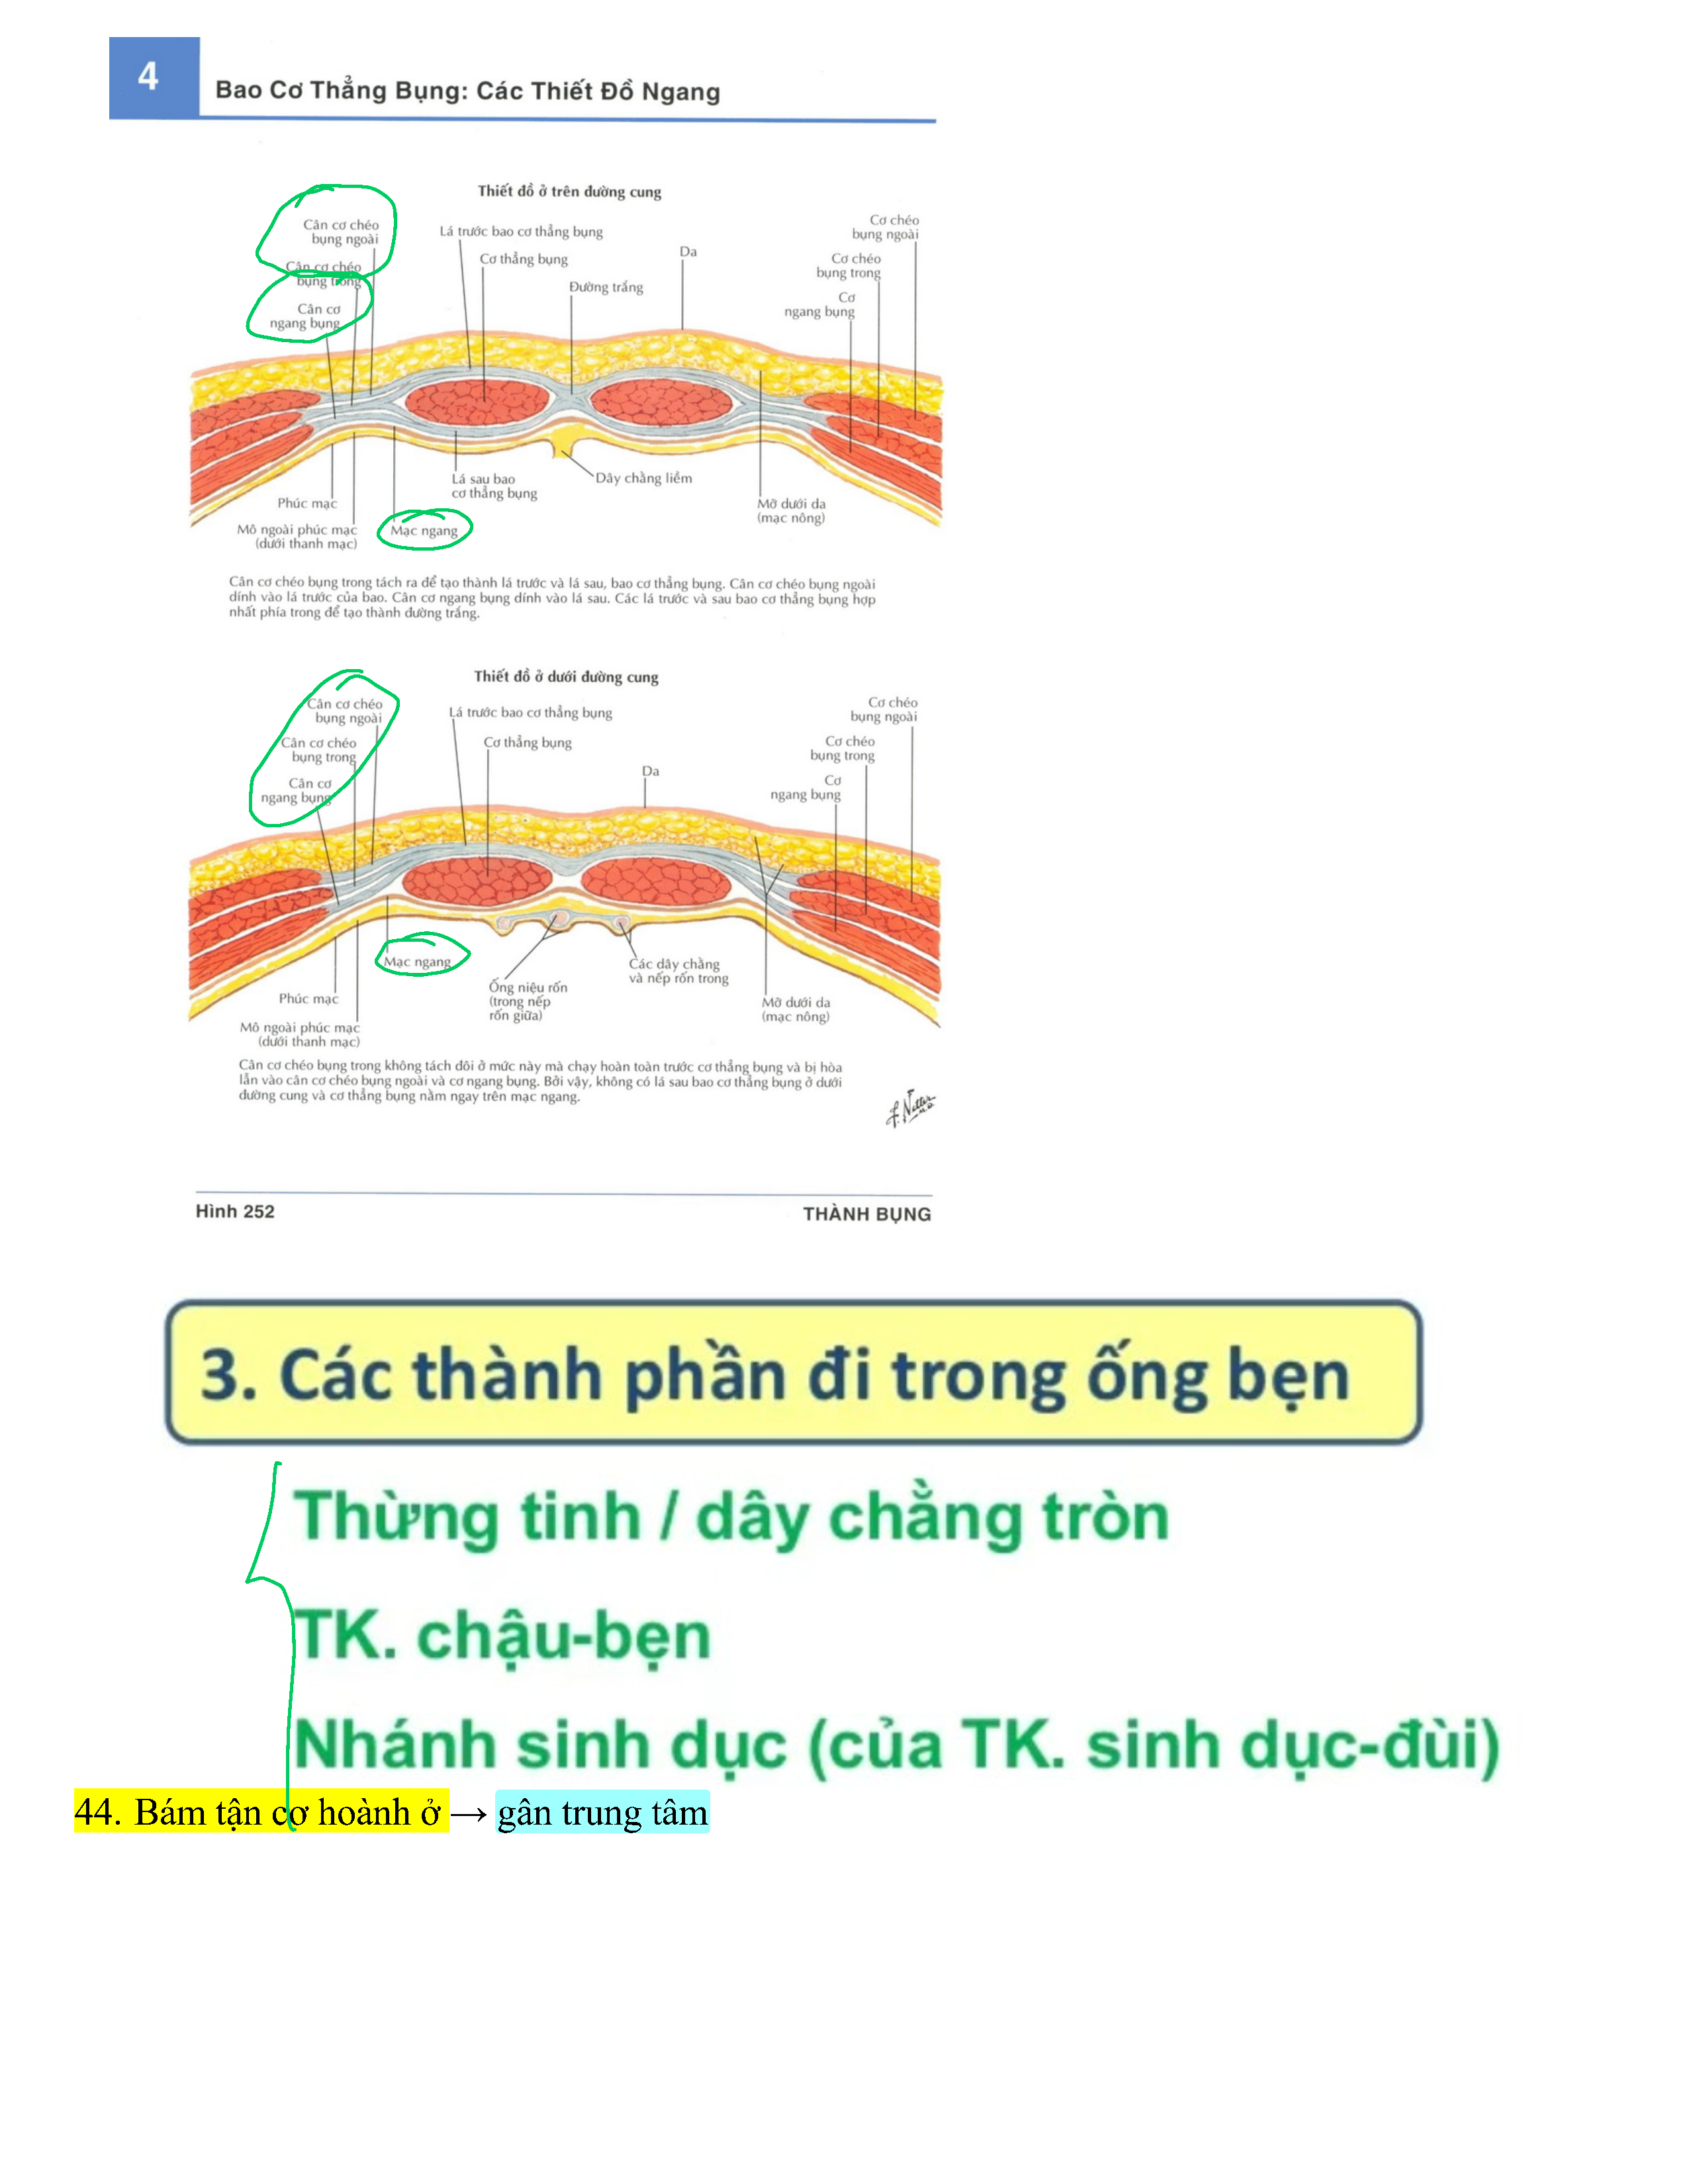 4
Bao Cơ Thẳng Bụng: Các Thiết Đồ Ngang
Thiết đồ ở trên đường cung
Cân cơ chéo
bụng ngoài
Cân cơ chéo
bụng trong
Cân cơ
ngang bụng
Lá trước bao cơ thẳng bụng
Cơ thẳng bụng
Đường trắng
Da
Cơ chéo
bụng ngoài
Cơ chéo
bụng trong
Cơ
ngang bụng
Phúc mạc
Mô ngoài phúc mạc
(dưới thanh mạc)
Mạc ngang
Lá sau bao
cơ thẳng bụng
Dây chằng liềm
Mỡ dưới da
(mạc nông)
Cân cơ chéo bụng trong tách ra để tạo thành lá trước và lá sau, bao cơ thẳng bụng. Cân cơ chéo bụng ngoài
dính vào lá trước của bao. Cân cơ ngang bụng dính vào lá sau. Các lá trước và sau bao cơ thẳng bụng hợp
nhất phía trong để tạo thành đường trắng.
Thiết đồ ở dưới đường cung
Cân cơ chéo
bụng ngoài
Cân cơ chéo
bụng trong
Cân cơ
ngang bụng
Lá trước bao cơ thẳng bụng
Cơ thẳng bụng
Da
Cơ chéo
bụng ngoài
Cơ chéo
bụng trong
Cơ
ngang bụng
Phúc mạc
Mô ngoài phúc mạc
(dưới thanh mạc)
Mạc ngang
Ống niệu rốn
(trong nếp
rốn giữa)
Các dây chằng
và nếp rốn trong
Mỡ dưới da
(mạc nông)
Cân cơ chéo bụng trong không tách đôi ở mức này mà chạy hoàn toàn trước cơ thẳng bụng và bị hòa
lẫn vào cân cơ chéo bụng ngoài và cơ ngang bụng. Bởi vậy, không có lá sau bao cơ thẳng bụng ở dưới
đường cung và cơ thẳng bụng nằm ngay trên mạc ngang.
F. Netter M.D.
Hình 252
THÀNH BỤNG
3. Các thành phần đi trong ống bẹn
Thừng tinh / dây chằng tròn
TK. chậu-bẹn
Nhánh sinh dục (của TK. sinh dục-đùi)
44. Bám tận cơ hoành ở → gân trung tâm